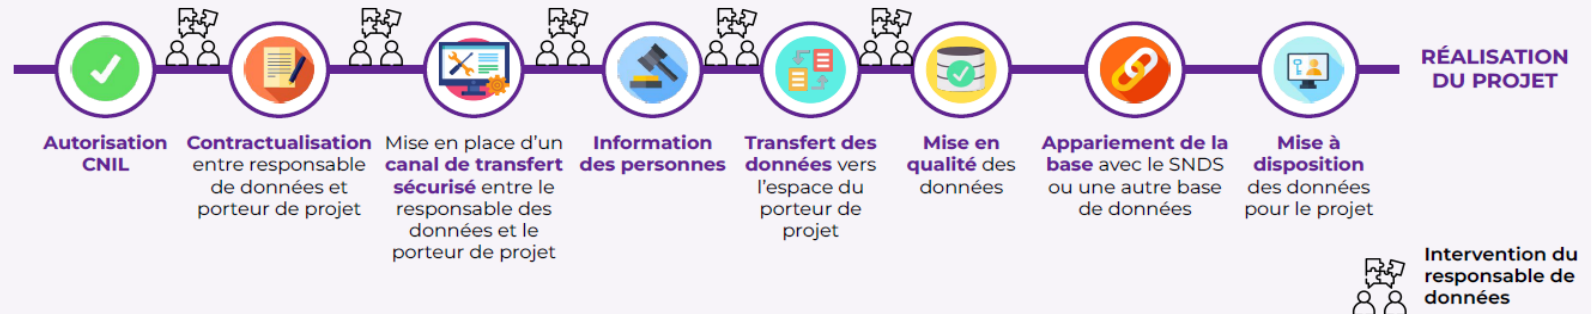 Autorisation
CNIL
Contractualisation
entre responsable
de données et
porteur de projet
Mise en place d'un
canal de transfert
sécurisé entre le
responsable des
données et le
porteur de projet
Information
des personnes
Transfert des
données vers
l'espace du
porteur de
projet
Mise en
qualité des
données
Appariement de la
base avec le SNDS
ou une autre base
de données
Mise à
disposition
des données
pour le projet
RÉALISATION
DU PROJET
Intervention du
responsable de
données